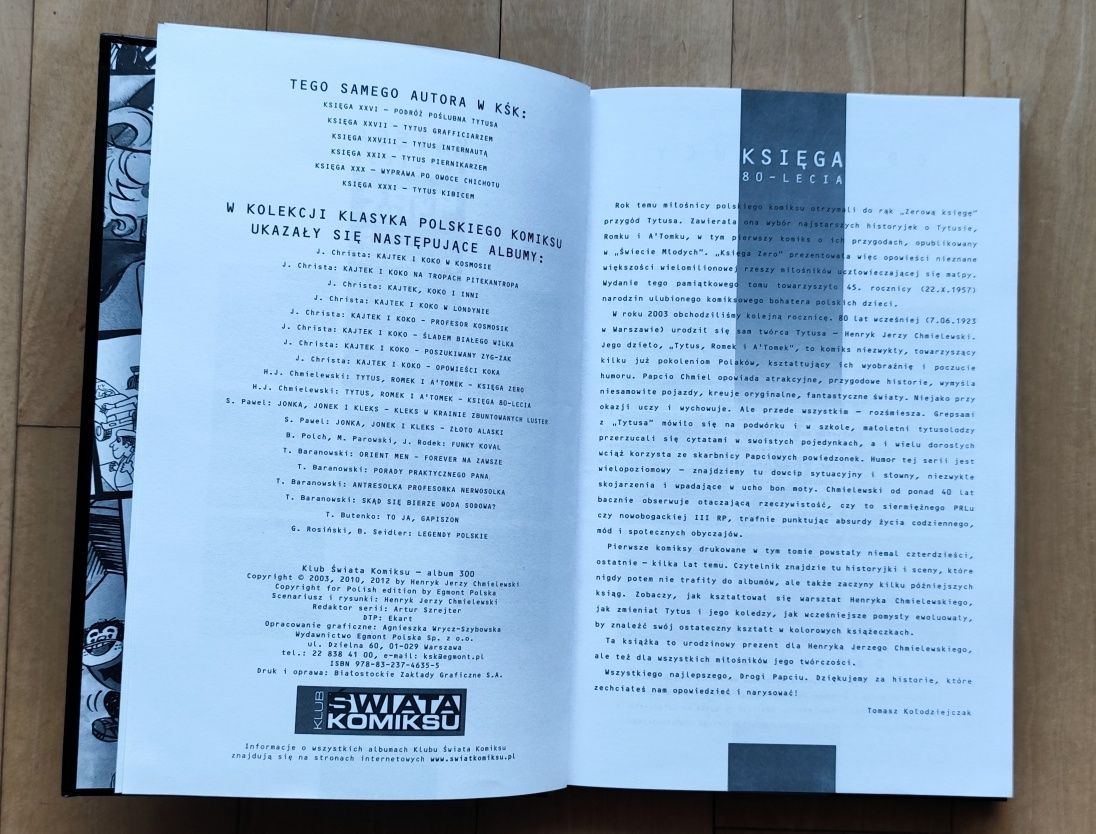 TEGO SAMEGO AUTORA W KŚK:
KSIĘGA XXVI – PODRÓŻ POŚLUBNA TYTUSA
KSIĘGA XXVII – TYTUS GRAFFICIARZEM
KSIĘGA XXVIII – TYTUS INTERNAUTĄ
KSIĘGA XXIX – TYTUS PIERNIKARZEM
KSIĘGA XXX – WYPRAWA PO OWOCE CHICHOTU
KSIĘGA XXXI – TYTUS KIBICEM
W KOLEKCJI KLASYKA POLSKIEGO KOMIKSU
UKAZAŁY SIĘ NASTĘPUJĄCE ALBUMY:
J. Christa: KAJTEK I KOKO W KOSMOSIE
J. Christa: KAJTEK I KOKO NA TROPACH PITEKANTROPA
J. Christa: KAJTEK, KOKO I INNI
J. Christa: KAJTEK I KOKO W LONDYNIE
J. Christa: KAJTEK I KOKO – PROFESOR KOSMOSIK
J. Christa: KAJTEK I KOKO – ŚLADEM BIAŁEGO WILKA
J. Christa: KAJTEK I KOKO – POSZUKIWANY ZYG-ZAK
J. Christa: KAJTEK I KOKO – OPOWIEŚCI KOKA
H.J. Chmielewski: TYTUS, ROMEK I A'TOMEK – KSIĘGA ZERO
H.J. Chmielewski: TYTUS, ROMEK I A'TOMEK – KSIĘGA 80-LECIA
S. Pawel: JONKA, JONEK I KLEKS – KLEKS W KRAINIE ZBUNTOWANYCH LUSTER
S. Pawel: JONKA, JONEK I KLEKS – ZŁOTO ALASKI
B. Polch, M. Parowski, J. Rodek: FUNKY KOVAL
T. Baranowski: ORIENT MEN – FOREVER NA ZAWSZE
T. Baranowski: PORADY PRAKTYCZNEGO PANA
T. Baranowski: ANTRESOLKA PROFESORKA NERWOSOLKA
T. Baranowski: SKĄD SIĘ BIERZE WODA SODOWA?
T. Butenko: TO JA, GAPISZON
G. Rosiński, B. Seidler: LEGENDY POLSKIE
Klub Świata Komiksu – album 300
Copyright © 2003, 2010, 2012 by Henryk Jerzy Chmielewski
Copyright for Polish edition by Egmont Polska
Scenariusz i rysunki: Henryk Jerzy Chmielewski
Redaktor serii: Artur Szrejter
DTP: Ekart
Opracowanie graficzne: Agnieszka Wrycz-Szybowska
Wydawnictwo Egmont Polska Sp. z o.o.
ul. Dzielna 60, 01-029 Warszawa
tel.: 22 838 41 00, e-mail: ksk@egmont.pl
ISBN 978-83-237-4635-5
Druk i oprawa: Białostockie Zakłady Graficzne S.A.
KLUB ŚWIATA
KOMIKSU
Informacje o wszystkich albumach Klubu Świata Komiksu
znajdują się na stronach internetowych www.swiatkomiksu.pl
KSIĘGA
80-LECIA
Rok temu miłośnicy polskiego komiksu otrzymali do rąk „Zerową księgę”
przygód Tytusa. Zawierała ona wybór najstarszych historyjek o Tytusie,
Romku i A'Tomku, w tym pierwszy komiks o ich przygodach, opublikowany
w „Świecie Młodych”. „Księga Zero” prezentowała więc opowieści nieznane
większości wielomilionowej rzeszy miłośników uczłowieczającej się małpy.
Wydanie tego pamiątkowego tomu towarzyszyło 45. rocznicy (22.X.1957)
narodzin ulubionego komiksowego bohatera polskich dzieci.
W roku 2003 obchodziliśmy kolejną rocznicę. 80 lat wcześniej (7.06.1923
w Warszawie) urodził się sam twórca Tytusa – Henryk Jerzy Chmielewski.
Jego dzieło, „Tytus, Romek i A'Tomek”, to komiks niezwykły, towarzyszący
kilku już pokoleniom Polaków, kształtujący ich wyobraźnię i poczucie
humoru. Papcio Chmiel opowiada atrakcyjne, przygodowe historie, wymyśla
niesamowite pojazdy, kreuje oryginalne, fantastyczne światy. Niejako przy
okazji uczy i wychowuje. Ale przede wszystkim – rozśmiesza. Grepsami
z „Tytusa” mówiło się na podwórku i w szkole, małoletni tytusolodzy
przerzucali się cytatami w swoistych pojedynkach, a i wielu dorosłych
wciąż korzysta ze skarbnicy Papciowych powiedzonek. Humor tej serii jest
wielopoziomowy – znajdziemy tu dowcip sytuacyjny i słowny, niezwykłe
skojarzenia i wpadające w ucho bon moty. Chmielewski od ponad 40 lat
bacznie obserwuje otaczającą rzeczywistość, czy to siermiężnego PRLu
czy nowobogackiej III RP, trafnie punktując absurdy życia codziennego,
mód i społecznych obyczajów.
Pierwsze komiksy drukowane w tym tomie powstały niemal czterdzieści,
ostatnie – kilka lat temu. Czytelnik znajdzie tu historyjki i sceny, które
nigdy potem nie trafiły do albumów, ale także zaczyny kilku późniejszych
ksiąg. Zobaczy, jak kształtował się warsztat Henryka Chmielewskiego,
jak zmieniał Tytus i jego koledzy, jak wcześniejsze pomysły ewoluowały,
by znaleźć swój ostateczny kształt w kolorowych książeczkach.
Ta książka to urodzinowy prezent dla Henryka Jerzego Chmielewskiego,
ale też dla wszystkich miłośników jego twórczości.
Wszystkiego najlepszego, Drogi Papciu. Dziękujemy za historie, które
zechciałeś nam opowiedzieć i narysować!
Tomasz Kołodziejczak